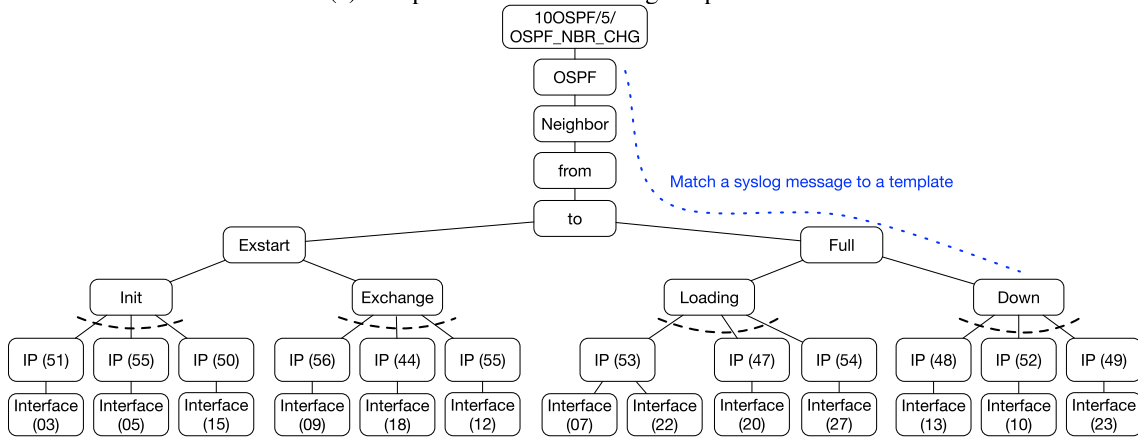 10OSPF/5/
OSPF_NBR_CHG
OSPF
Neighbor
from
Match a syslog message to a template
to
Exstart
Full
Init
Exchange
Loading
Down
IP (51)
IP (55)
IP (50)
IP (56)
IP (44)
IP (55)
IP (53)
IP (47)
IP (54)
IP (48)
IP (52)
IP (49)
Interface
(03)
Interface
(05)
Interface
(15)
Interface
(09)
Interface
(18)
Interface
(12)
Interface
(07)
Interface
(22)
Interface
(20)
Interface
(27)
Interface
(13)
Interface
(10)
Interface
(23)